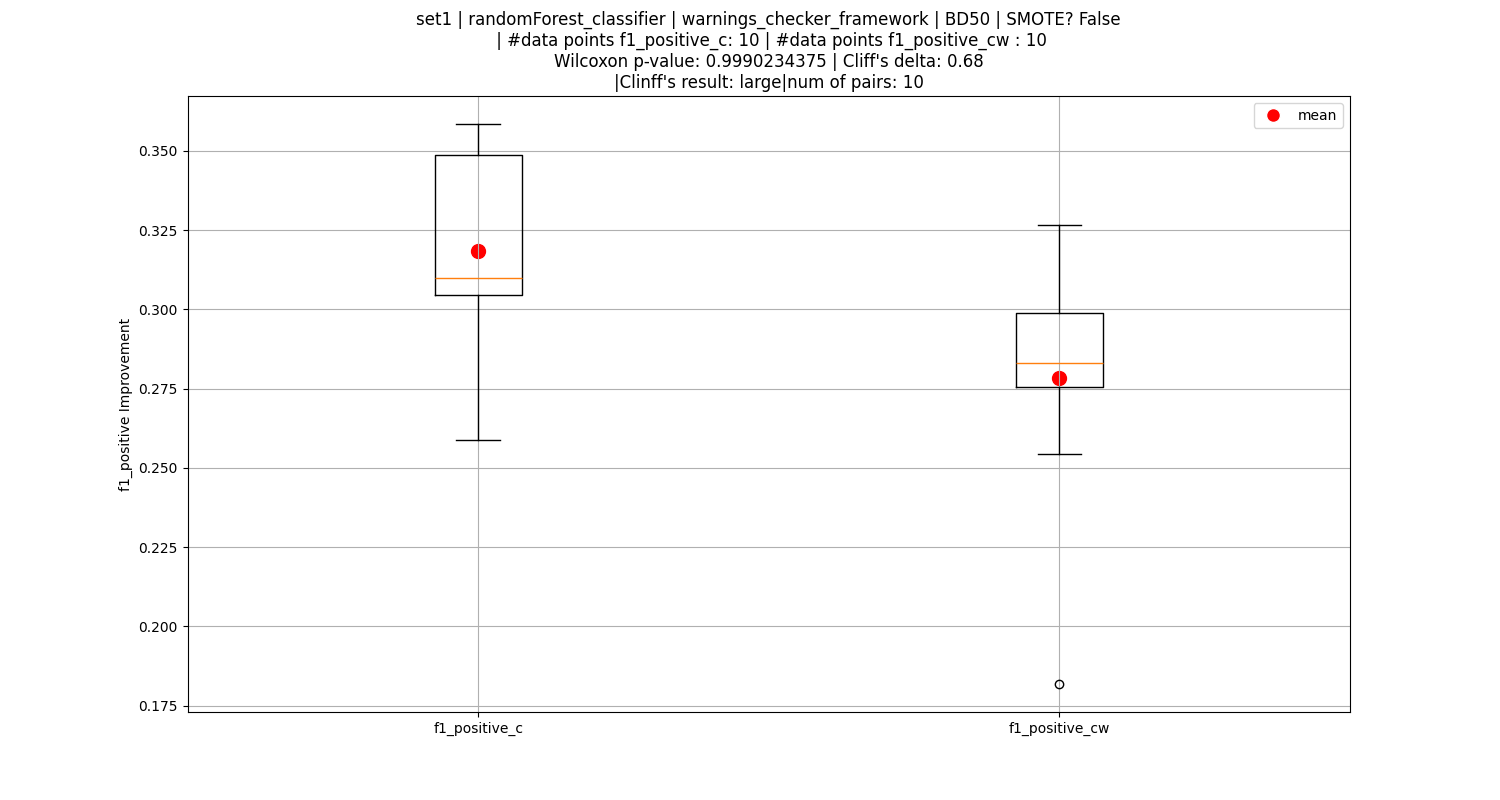 set1 | randomForest_classifier | warnings_checker_framework | BD50 | SMOTE? False
| #data points f1_positive_c: 10 | #data points f1_positive_cw : 10
Wilcoxon p-value: 0.9990234375 | Cliff's delta: 0.68
|Clinff's result: large|num of pairs: 10
mean
0.350
0.325
0.300
0.275
0.250
0.225
0.200
0.175
f1_positive Improvement
f1_positive_c
f1_positive_cw